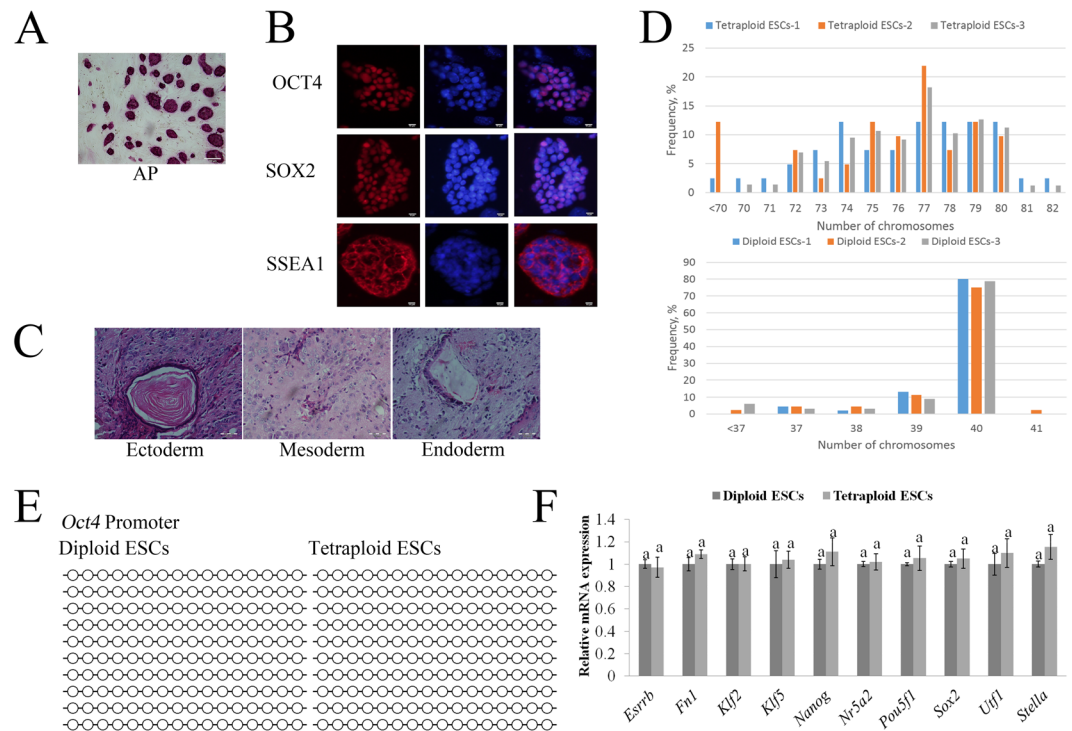 A
AP
B
OCT4
SOX2
SSEA1
C
Ectoderm
Mesoderm
Endoderm
D
Tetraploid ESCs-1
Tetraploid ESCs-2
Tetraploid ESCs-3
Frequency, %
25
20
15
10
5
0
<70 70 71 72 73 74 75 76 77 78 79 80 81 82
Number of chromosomes
Diploid ESCs-1
Diploid ESCs-2
Diploid ESCs-3
Frequency, %
90
80
70
60
50
40
30
20
10
0
<37 37 38 39 40 41
Number of chromosomes
E
Oct4 Promoter
Diploid ESCs
Tetraploid ESCs
F
Diploid ESCs
Tetraploid ESCs
Relative mRNA expression
1.4
1.2
1
0.8
0.6
0.4
0.2
0
a a a a a a a a a a a a a a a a a a a a
Esrrb Fn1 Klf2 Klf5 Nanog Nr5a2 Pou5f1 Sox2 Utf1 Stella